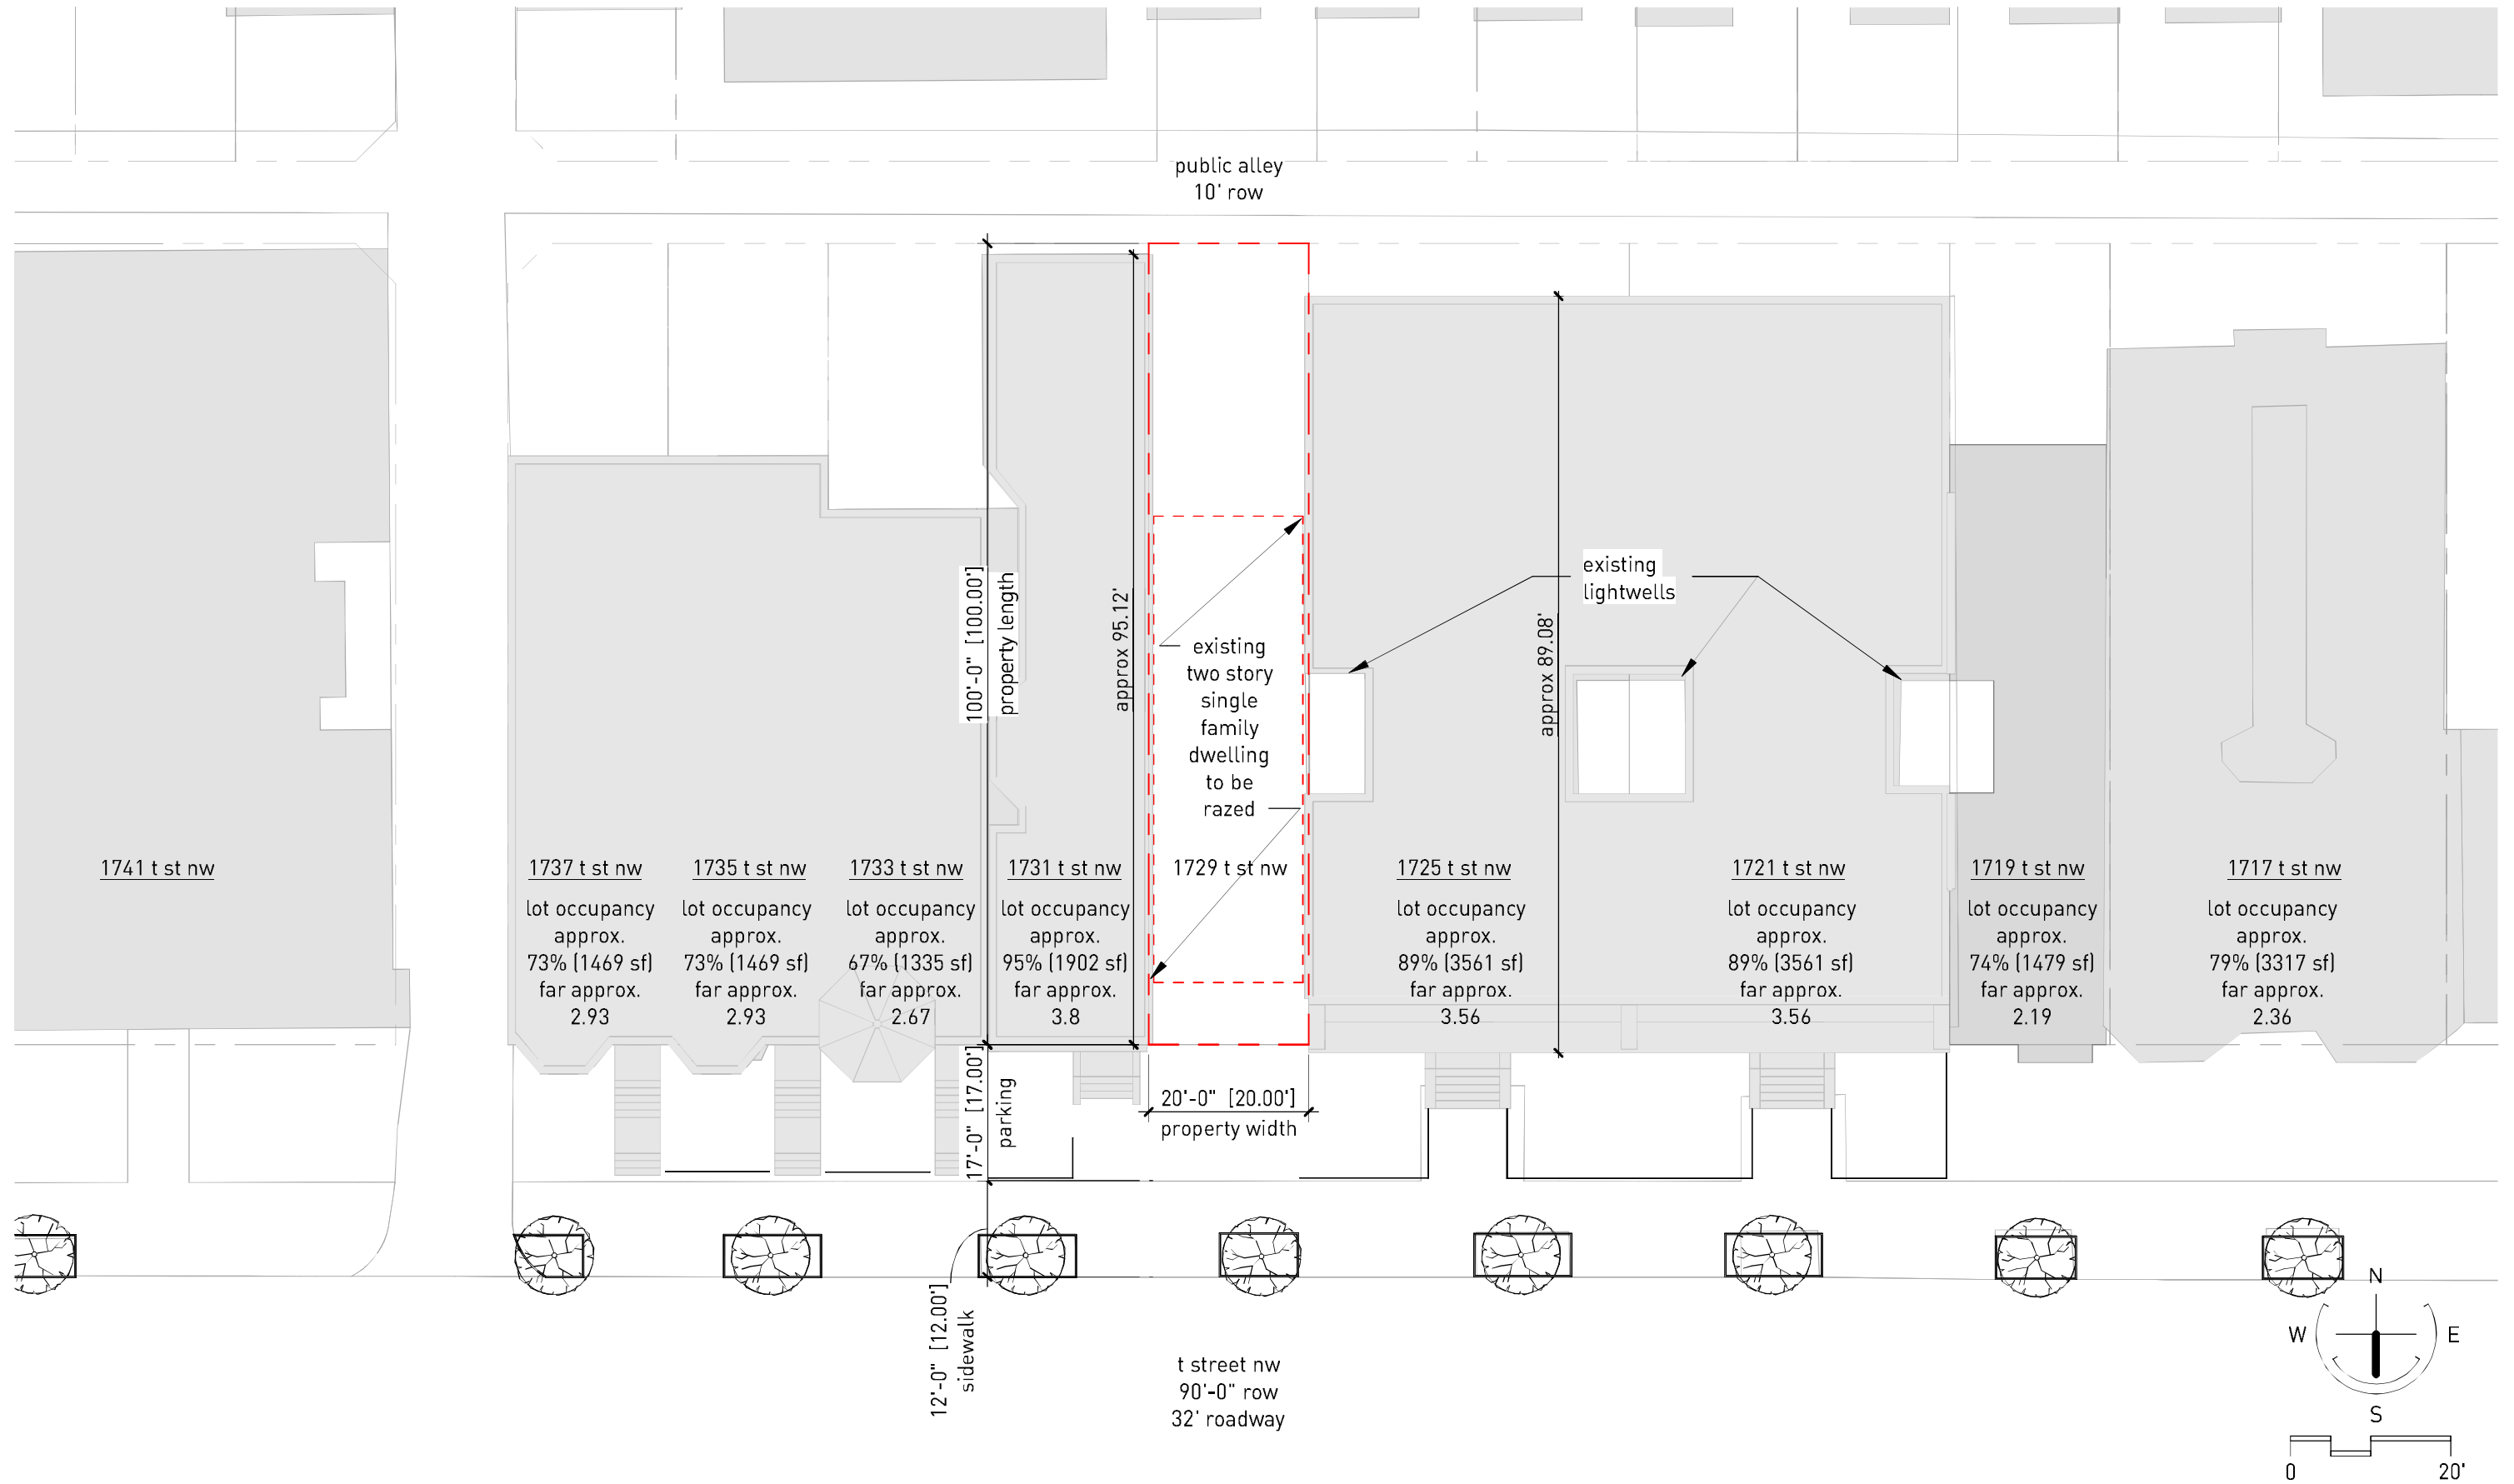 public alley
10' row
existing
lightwells
100'-0" [100.00']
property length
approx 95.12'
approx 89.08'
existing
two story
single
family
dwelling
to be
razed
1741 t st nw
1737 t st nw
lot occupancy
approx.
73% (1469 sf)
far approx.
2.93
1735 t st nw
lot occupancy
approx.
73% (1469 sf)
far approx.
2.93
1733 t st nw
lot occupancy
approx.
67% (1335 sf)
far approx.
2.67
1731 t st nw
lot occupancy
approx.
95% (1902 sf)
far approx.
3.8
1729 t st nw
1725 t st nw
lot occupancy
approx.
89% (3561 sf)
far approx.
3.56
1721 t st nw
lot occupancy
approx.
89% (3561 sf)
far approx.
3.56
1719 t st nw
lot occupancy
approx.
74% (1479 sf)
far approx.
2.19
1717 t st nw
lot occupancy
approx.
79% (3317 sf)
far approx.
2.36
17'-0" [17.00']
parking
20'-0" [20.00']
property width
12'-0" [12.00']
sidewalk
t street nw
90'-0" row
32' roadway
N
W
E
S
0
20'